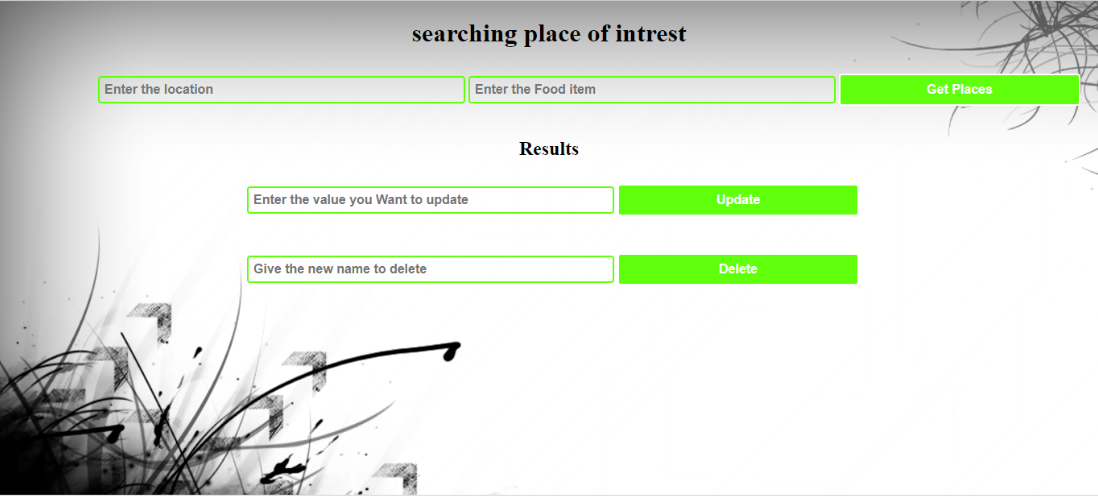 searching place of intrest
Enter the location Enter the Food item Get Places
Results
Enter the value you Want to update Update
Give the new name to delete Delete